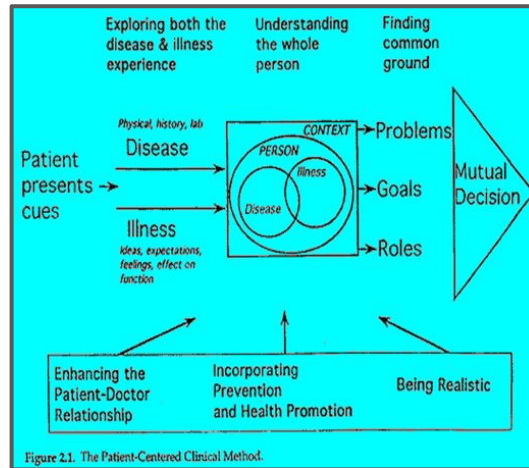 Exploring both the
disease & illness
experience
Understanding
the whole
person
Finding
common
ground
Physical, history, lab
Disease
Patient
presents
cues
Illness
Ideas, expectations,
feelings, effect on
function
CONTEXT
PERSON
Illness
Disease
Problems
Goals
Roles
Mutual
Decision
Enhancing the
Patient-Doctor
Relationship
Incorporating
Prevention
and Health Promotion
Being Realistic
Figure 2.1. The Patient-Centered Clinical Method.